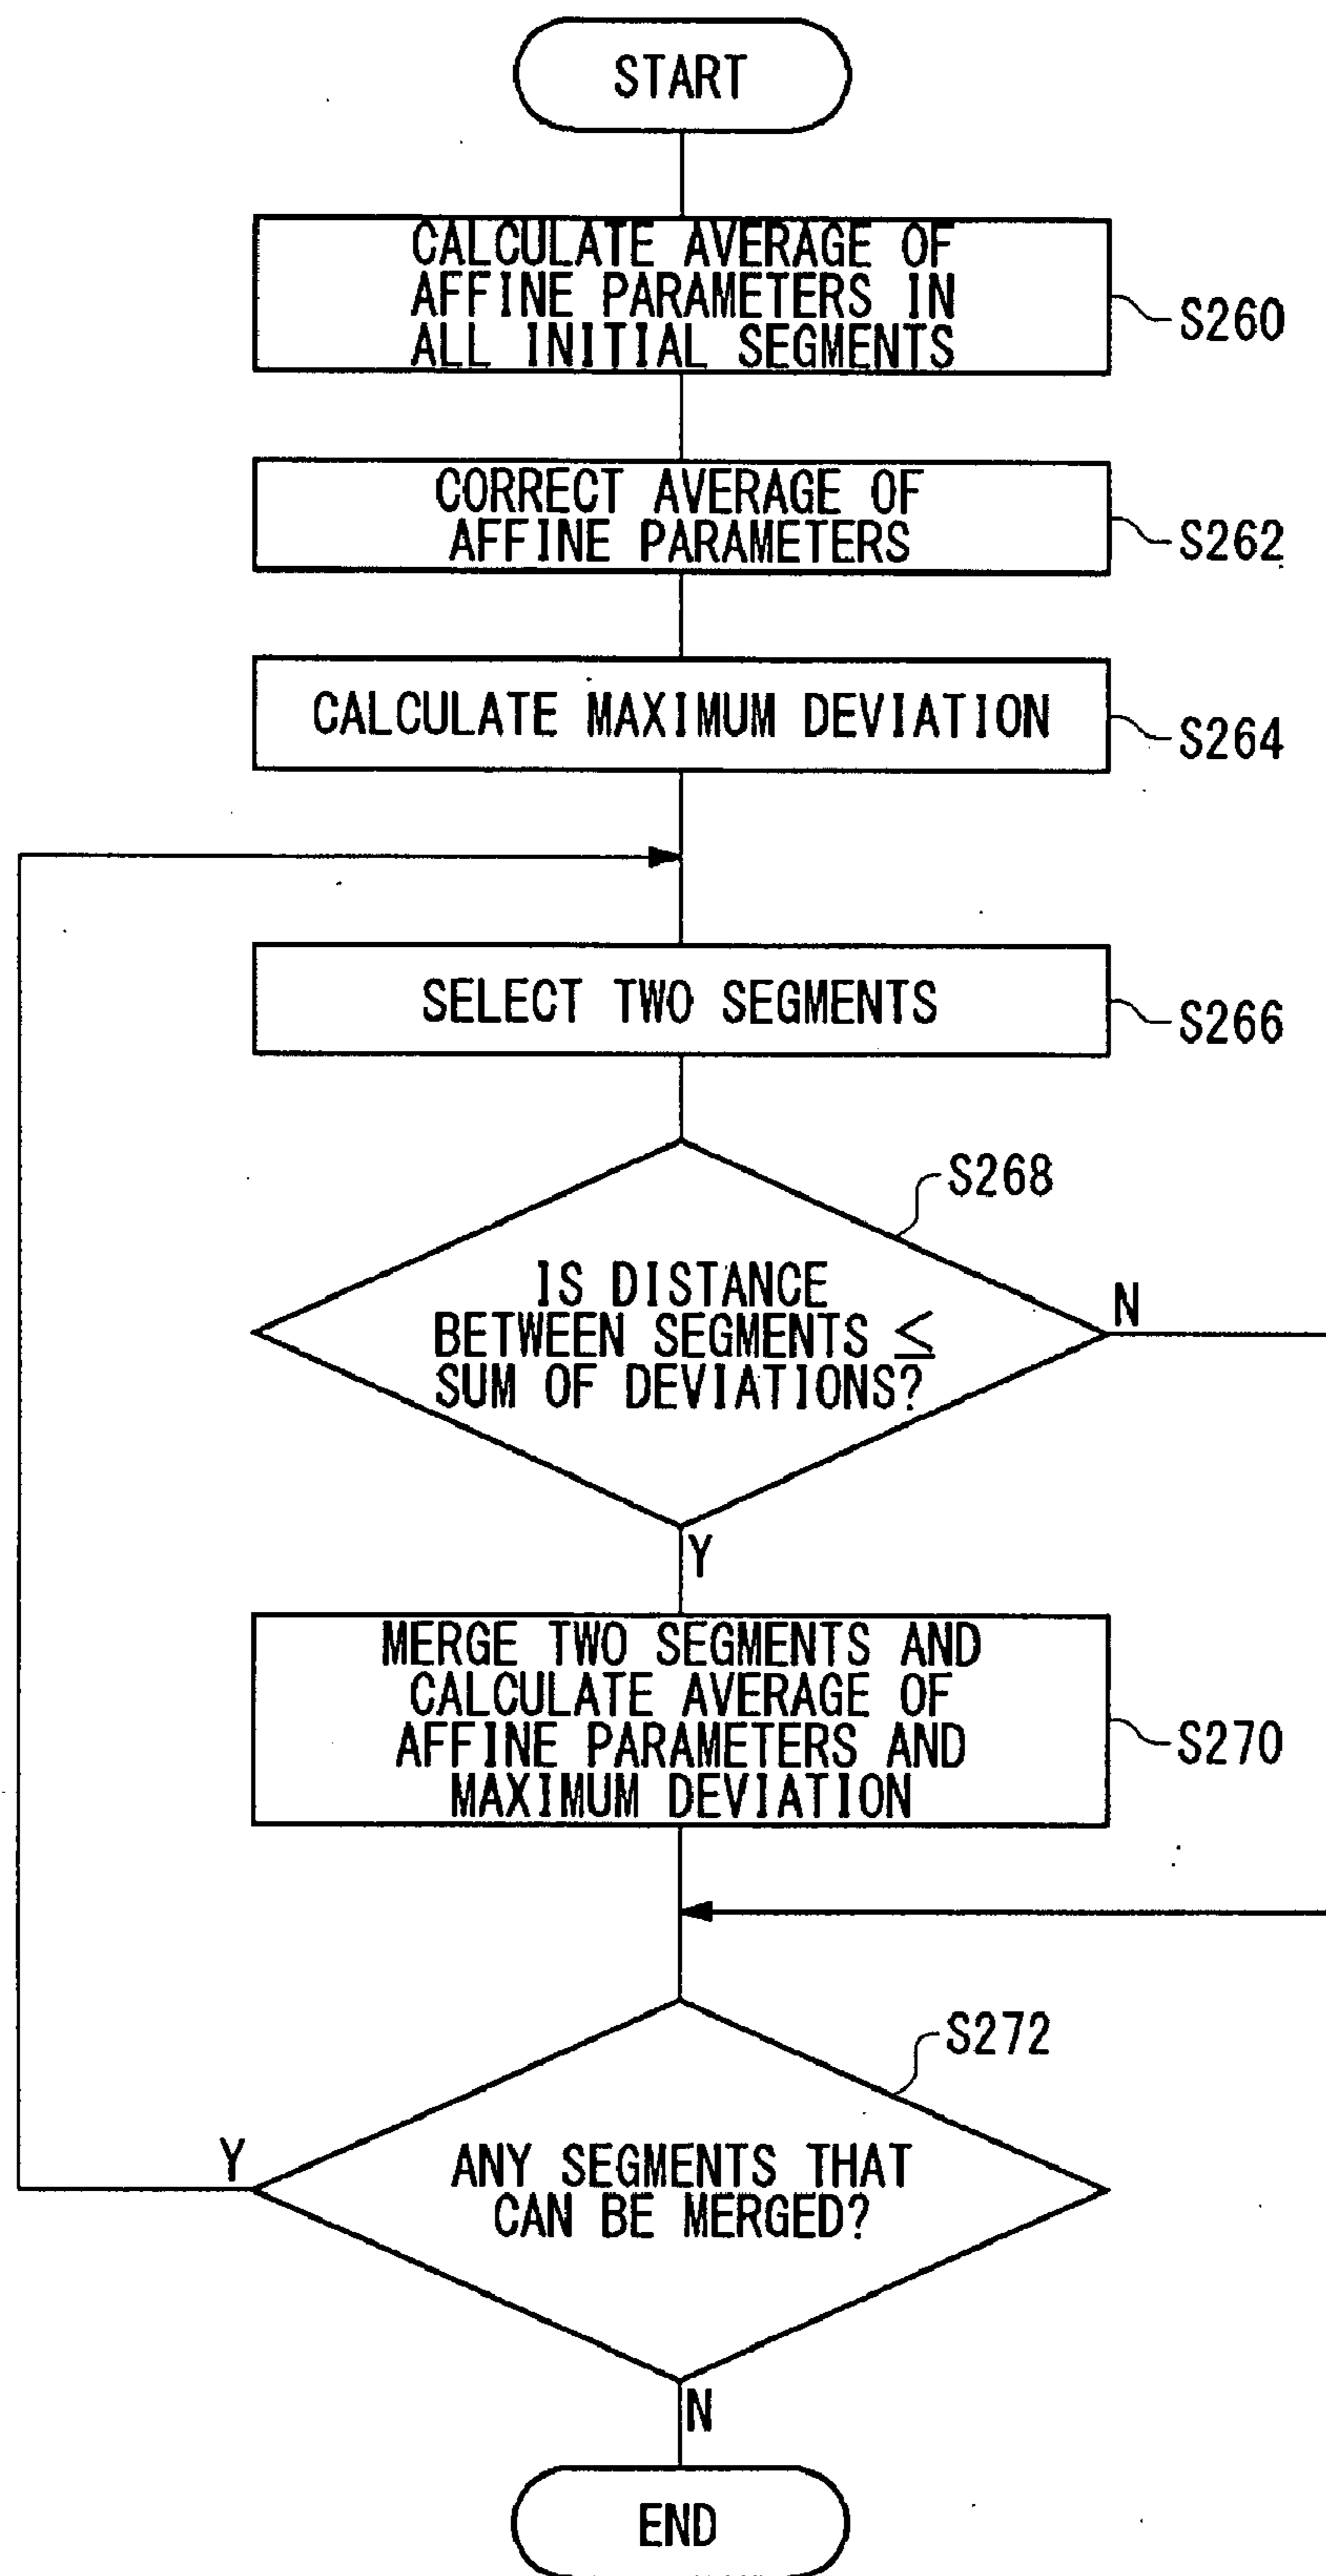 START
CALCULATE AVERAGE OF
AFFINE PARAMETERS IN
ALL INITIAL SEGMENTS
S260
CORRECT AVERAGE OF
AFFINE PARAMETERS
S262
CALCULATE MAXIMUM DEVIATION
S264
SELECT TWO SEGMENTS
S266
S268
IS DISTANCE
BETWEEN SEGMENTS ≤
SUM OF DEVIATIONS?
N
Y
MERGE TWO SEGMENTS AND
CALCULATE AVERAGE OF
AFFINE PARAMETERS AND
MAXIMUM DEVIATION
S270
S272
ANY SEGMENTS THAT
CAN BE MERGED?
Y
N
END